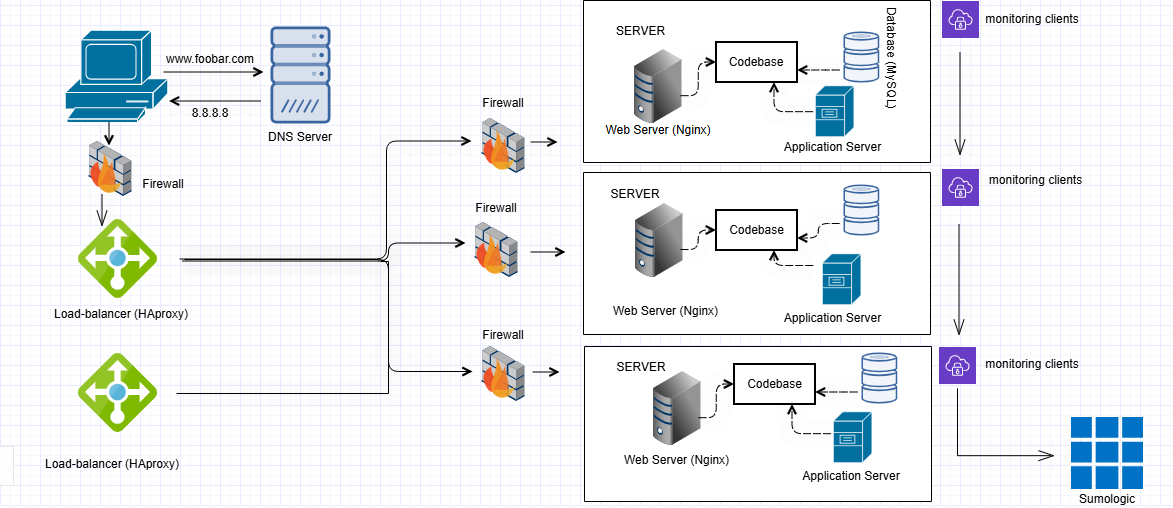 www.foobar.com
8.8.8.8
DNS Server
Firewall
Load-balancer (HAproxy)
Load-balancer (HAproxy)
Firewall
Firewall
Firewall
SERVER
Codebase
Database (MySQL)
Web Server (Nginx)
Application Server
SERVER
Codebase
Web Server (Nginx)
Application Server
SERVER
Codebase
Web Server (Nginx)
Application Server
monitoring clients
monitoring clients
monitoring clients
Sumologic